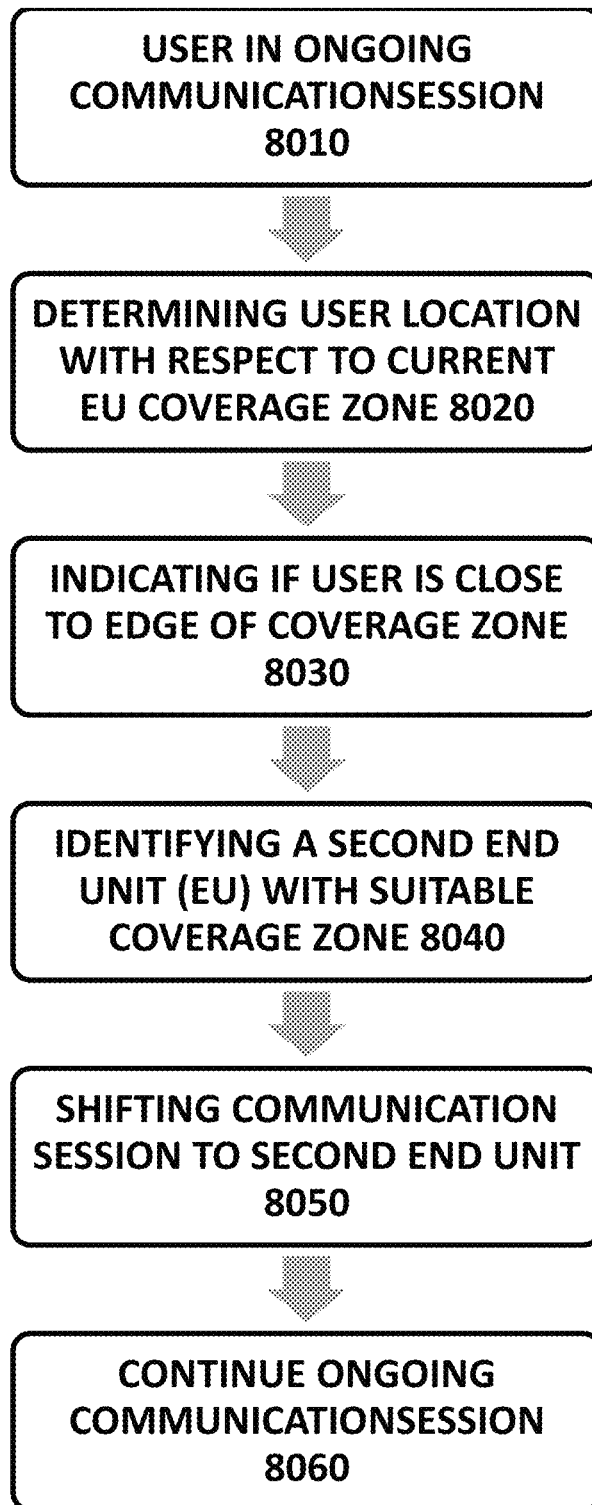 USER IN ONGOING
COMMUNICATIONSESSION
8010
DETERMINING USER LOCATION
WITH RESPECT TO CURRENT
EU COVERAGE ZONE 8020
INDICATING IF USER IS CLOSE
TO EDGE OF COVERAGE ZONE
8030
IDENTIFYING A SECOND END
UNIT (EU) WITH SUITABLE
COVERAGE ZONE 8040
SHIFTING COMMUNICATION
SESSION TO SECOND END UNIT
8050
CONTINUE ONGOING
COMMUNICATIONSESSION
8060